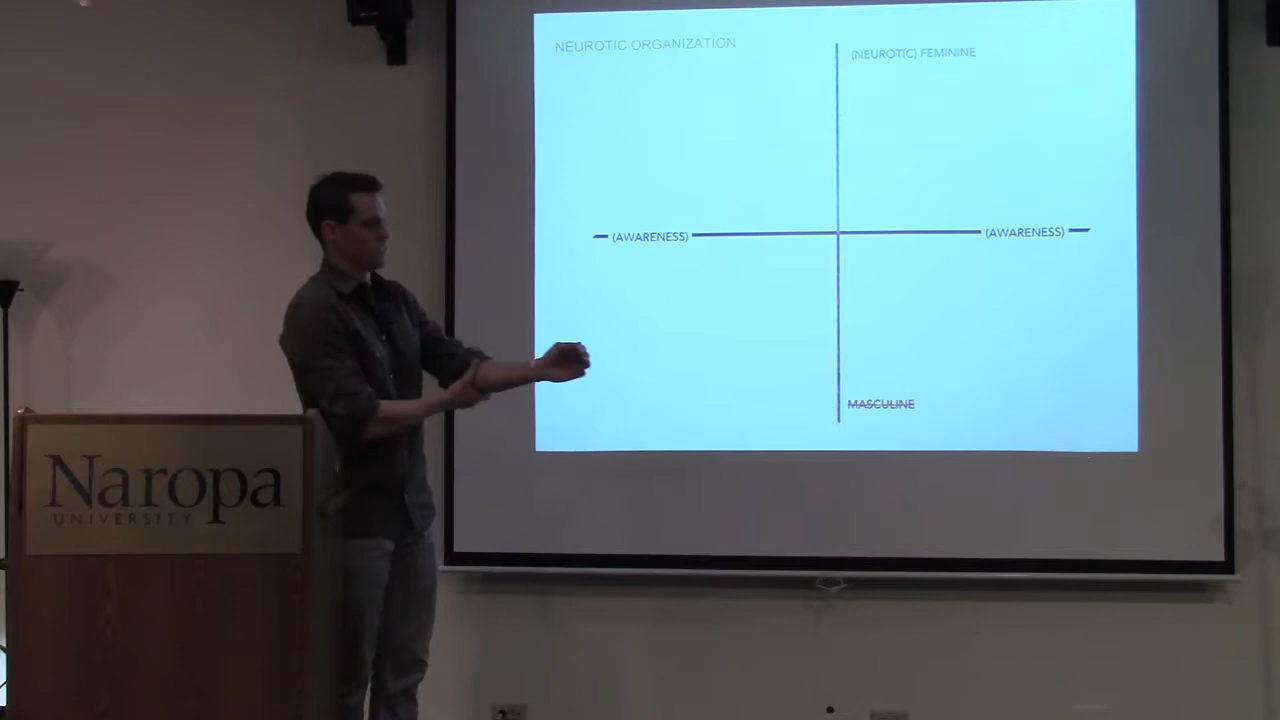 NEUROTIC ORGANIZATION
(NEUROTIC) FEMININE
(AWARENESS)
(AWARENESS)
MASCULINE
Naropa
UNIVERSITY